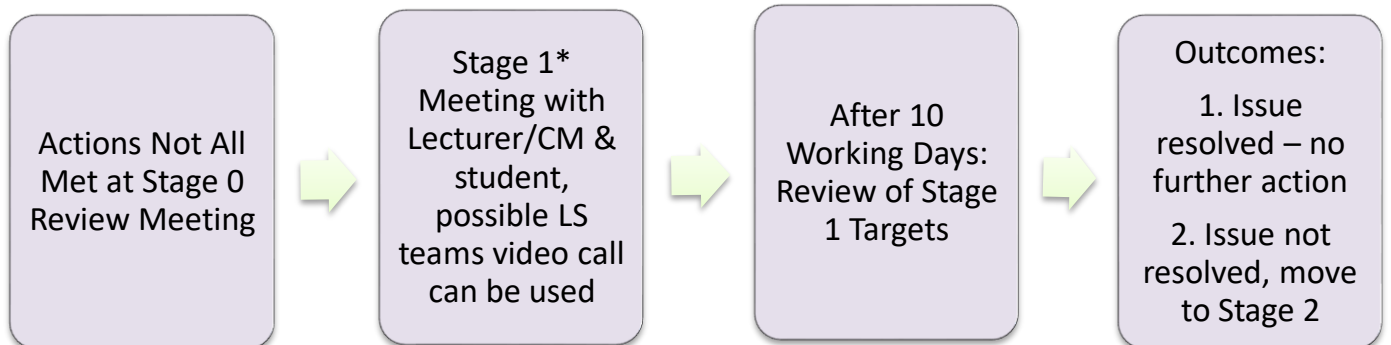 Actions Not All
Met at Stage 0
Review Meeting
Stage 1*
Meeting with
Lecturer/CM &
student,
possible LS
teams video call
can be used
After 10
Working Days:
Review of Stage
1 Targets
Outcomes:
1. Issue
resolved – no
further action
2. Issue not
resolved, move
to Stage 2